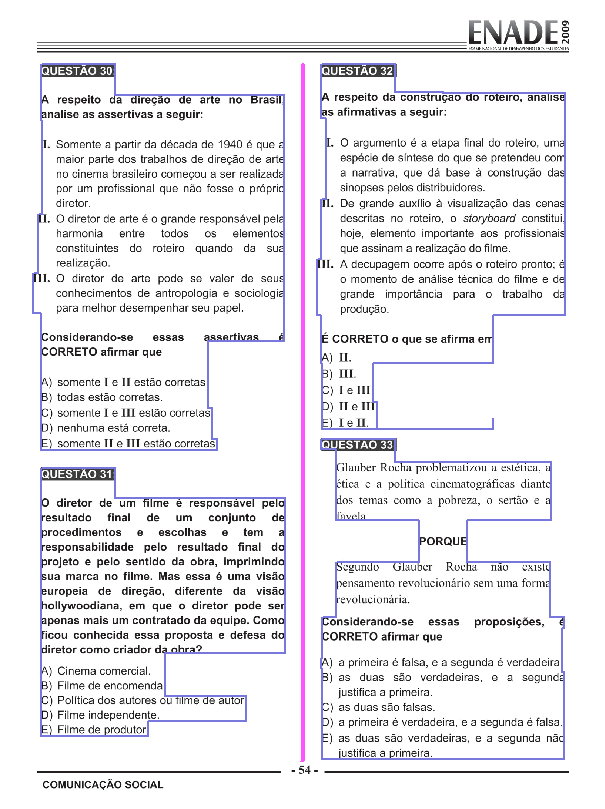 ENADE 2009
EXAME NACIONAL DE DESEMPENHO DOS ESTUDANTES
QUESTÃO 30
A respeito da direção de arte no Brasil,
analise as assertivas a seguir:
I. Somente a partir da década de 1940 é que a
maior parte dos trabalhos de direção de arte
no cinema brasileiro começou a ser realizada
por um profissional que não fosse o próprio
diretor.
II. O diretor de arte é o grande responsável pela
harmonia entre todos os elementos
constituintes do roteiro quando da sua
realização.
III. O diretor de arte pode se valer de seus
conhecimentos de antropologia e sociologia
para melhor desempenhar seu papel.
Considerando-se essas assertivas é
CORRETO afirmar que
A) somente I e II estão corretas
B) todas estão corretas.
C) somente I e III estão corretas
D) nenhuma está correta.
E) somente II e III estão corretas
QUESTÃO 31
O diretor de um filme é responsável pelo
resultado final de um conjunto de
procedimentos e escolhas e tem a
responsabilidade pelo resultado final do
projeto e pelo sentido da obra, imprimindo
sua marca no filme. Mas essa é uma visão
europeia de direção, diferente da visão
hollywoodiana, em que o diretor pode ser
apenas mais um contratado da equipe. Como
ficou conhecida essa proposta e defesa do
diretor como criador da obra?
A) Cinema comercial.
B) Filme de encomenda
C) Política dos autores ou filme de autor
D) Filme independente.
E) Filme de produtor
QUESTÃO 32
A respeito da construção do roteiro, analise
as afirmativas a seguir:
I. O argumento é a etapa final do roteiro, uma
espécie de síntese do que se pretendeu com
a narrativa, que dá base à construção das
sinopses pelos distribuidores.
II. De grande auxílio à visualização das cenas
descritas no roteiro, o storyboard constitui,
hoje, elemento importante aos profissionais
que assinam a realização do filme.
III. A decupagem ocorre após o roteiro pronto; é
o momento de análise técnica do filme e de
grande importância para o trabalho da
produção.
É CORRETO o que se afirma em
A) II.
B) III.
C) I e III
D) II e III
E) I e II.
QUESTÃO 33
Glauber Rocha problematizou a estética, a
ética e a política cinematográficas diante
dos temas como a pobreza, o sertão e a
favela
PORQUE
Segundo Glauber Rocha não existe
pensamento revolucionário sem uma forma
revolucionária.
Considerando-se essas proposições, é
CORRETO afirmar que
A) a primeira é falsa, e a segunda é verdadeira
B) as duas são verdadeiras, e a segunda
justifica a primeira.
C) as duas são falsas.
D) a primeira é verdadeira, e a segunda é falsa.
E) as duas são verdadeiras, e a segunda não
justifica a primeira.
- 54 -
COMUNICAÇÃO SOCIAL